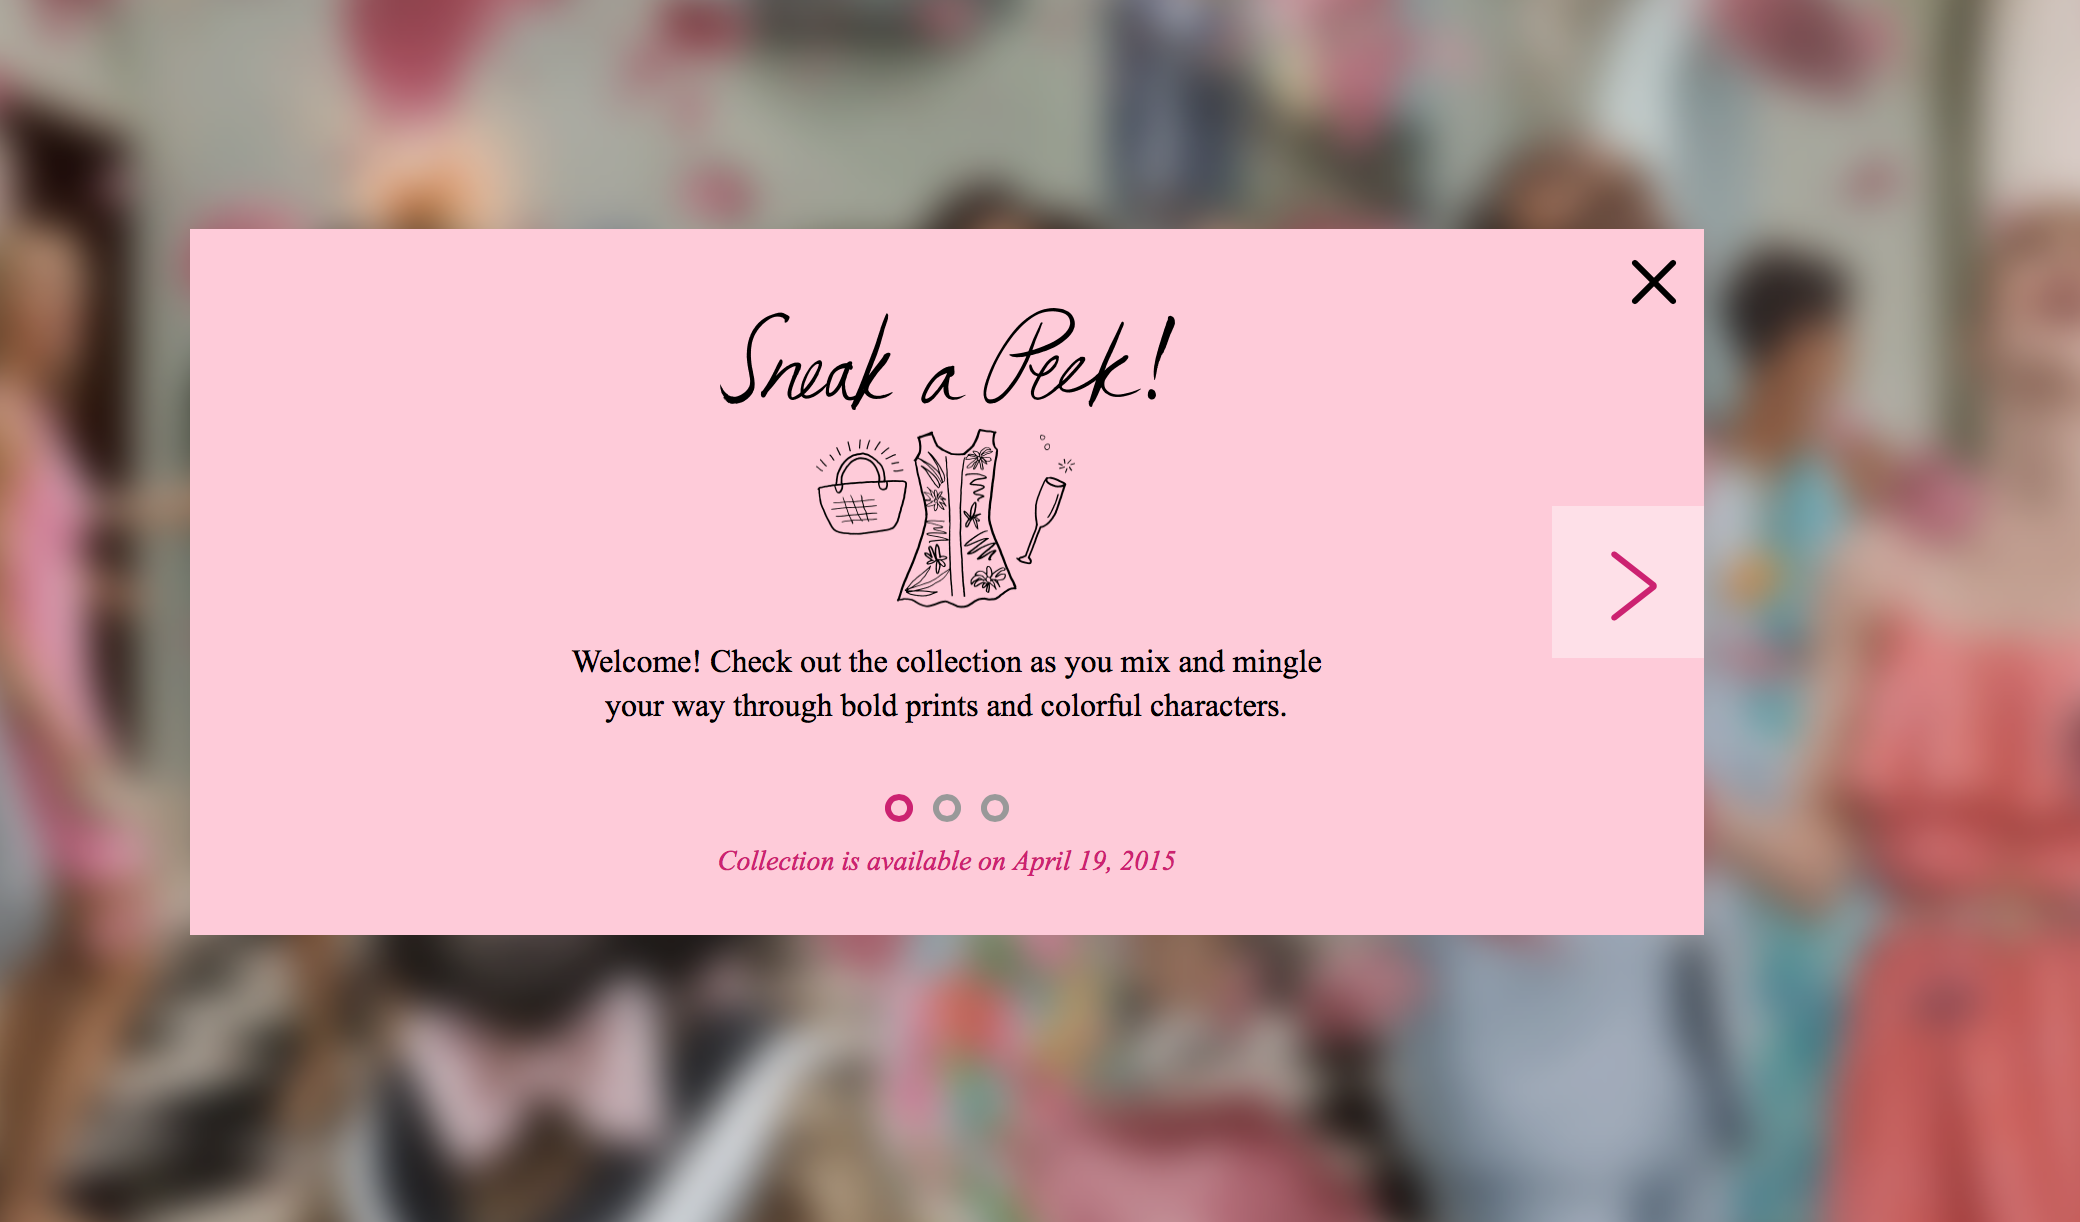 Sneak a Peek!
Welcome! Check out the collection as you mix and mingle
your way through bold prints and colorful characters.
Collection is available on April 19, 2015